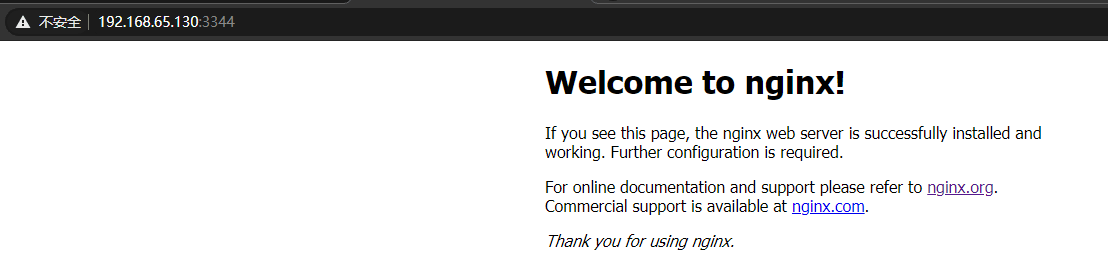 不安全 192.168.65.130:3344
Welcome to nginx!
If you see this page, the nginx web server is successfully installed and
working. Further configuration is required.
For online documentation and support please refer to nginx.org.
Commercial support is available at nginx.com.
Thank you for using nginx.